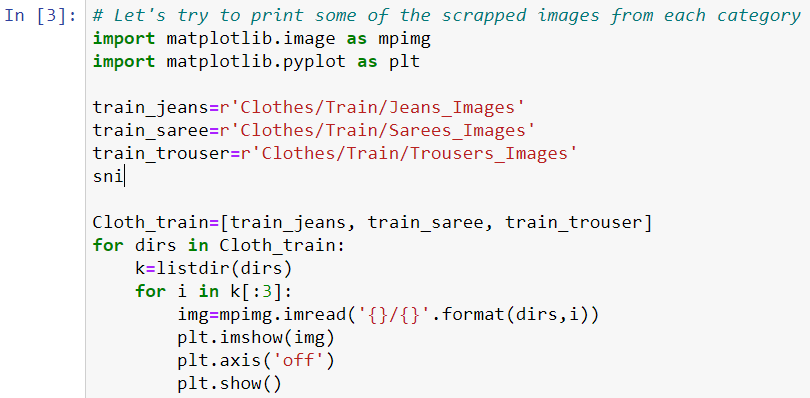 In [3]: # Let's try to print some of the scrapped images from each category
import matplotlib.image as mpimg
import matplotlib.pyplot as plt

train_jeans=r'Clothes/Train/Jeans_Images'
train_saree=r'Clothes/Train/Sarees_Images'
train_trouser=r'Clothes/Train/Trousers_Images'
sni

Cloth_train=[train_jeans, train_saree, train_trouser]
for dirs in Cloth_train:
    k=listdir(dirs)
    for i in k[:3]:
        img=mpimg.imread('{}/{}'.format(dirs,i))
        plt.imshow(img)
        plt.axis('off')
        plt.show()